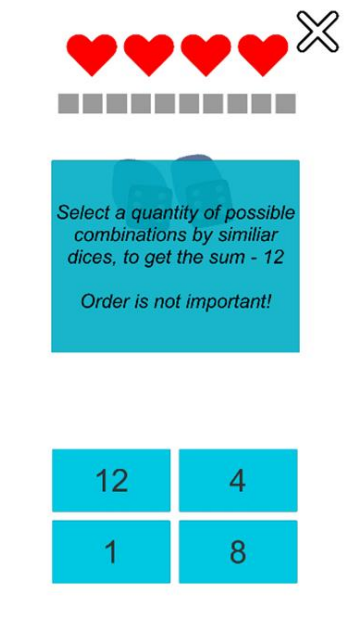 Select a quantity of possible
combinations by similiar
dices, to get the sum - 12
Order is not important!
12 4
1 8